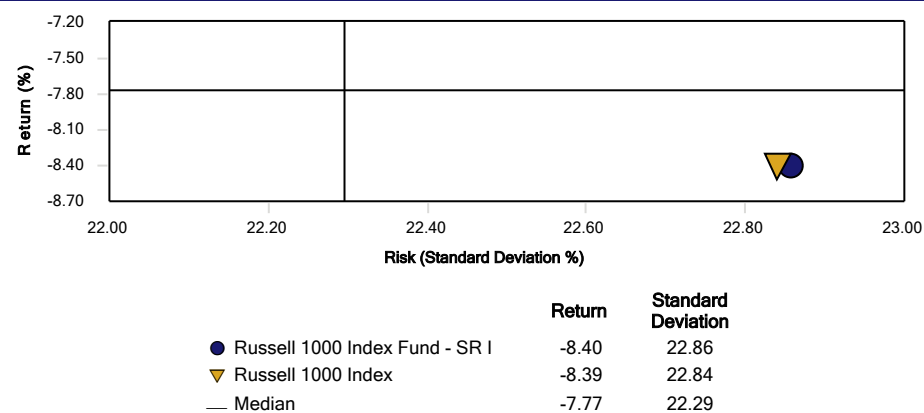 -7.20
-7.50
-7.80
-8.10
-8.40
-8.70
Return (%)
22.00 22.20 22.40 22.60 22.80 23.00
Risk (Standard Deviation %)
Return Standard Deviation
Russell 1000 Index Fund - SR I -8.40 22.86
Russell 1000 Index -8.39 22.84
Median -7.77 22.29